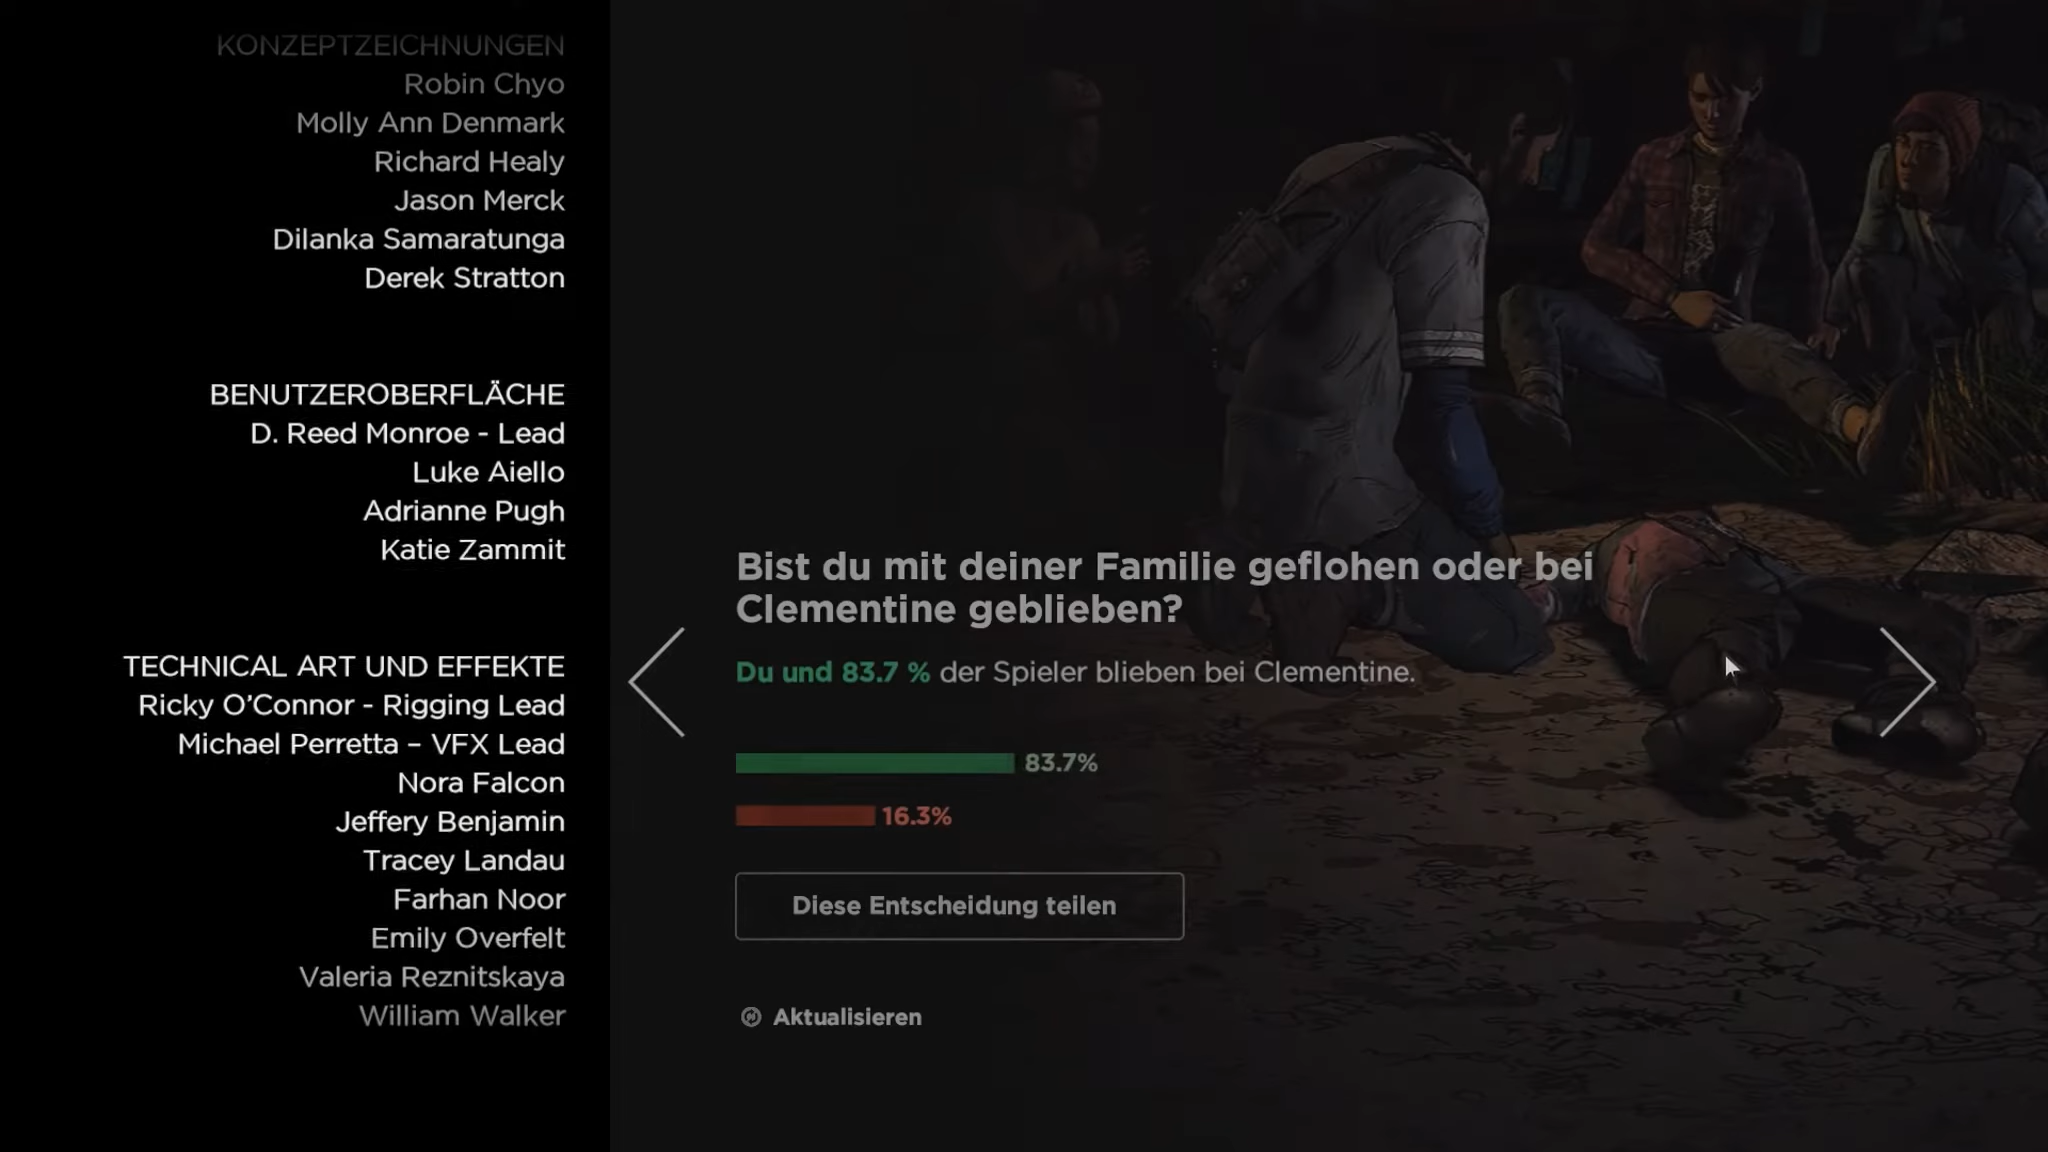 KONZEPTZEICHNUNGEN
Robin Chyo
Molly Ann Denmark
Richard Healy
Jason Merck
Dilanka Samaratunga
Derek Stratton
BENUTZEROBERFLÄCHE
D. Reed Monroe - Lead
Luke Aiello
Adrianne Pugh
Katie Zammit
TECHNICAL ART UND EFFEKTE
Ricky O’Connor - Rigging Lead
Michael Perretta – VFX Lead
Nora Falcon
Jeffery Benjamin
Tracey Landau
Farhan Noor
Emily Overfelt
Valeria Reznitskaya
William Walker
Bist du mit deiner Familie geflohen oder bei
Clementine geblieben?
Du und 83.7 % der Spieler blieben bei Clementine.
83.7%
16.3%
Diese Entscheidung teilen
Aktualisieren